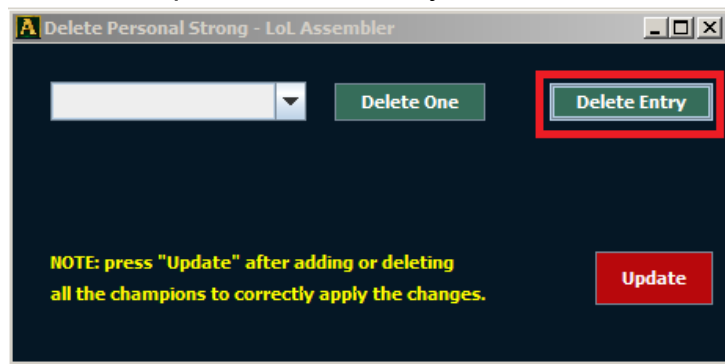 Delete Personal Strong - LoL Assembler
Delete One
Delete Entry
NOTE: press "Update" after adding or deleting
all the champions to correctly apply the changes.
Update